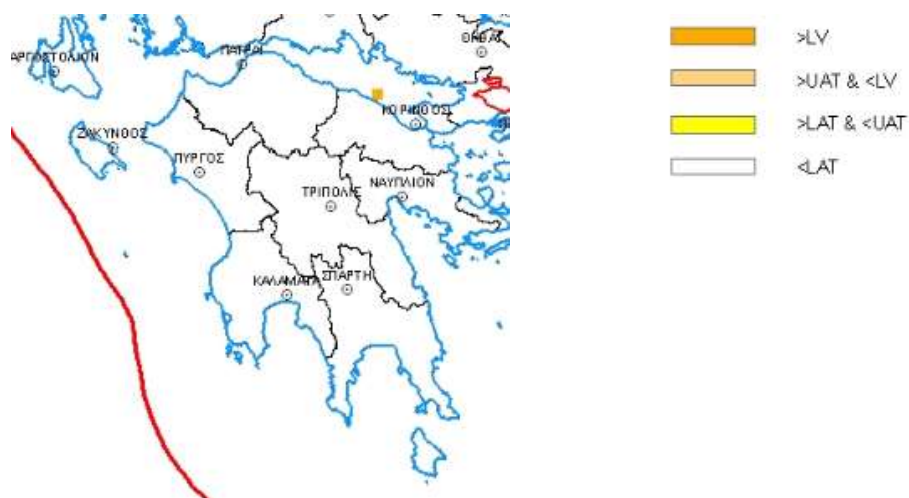 ΘΗΒΑΙ
ΠΑΤΡΑΙ
ΑΡΓΟΣΤΟΛΙΟΝ
ΚΟΡΙΝΘΟΣ
ΖΑΚΥΝΘΟΣ
ΠΥΡΓΟΣ
ΝΑΥΠΛΙΟΝ
ΤΡΙΠΟΛΙΣ
ΣΠΑΡΤΗ
ΚΑΛΑΜΑΤΑ
>LV
>UAT & <LV
>LAT & <UAT
<LAT